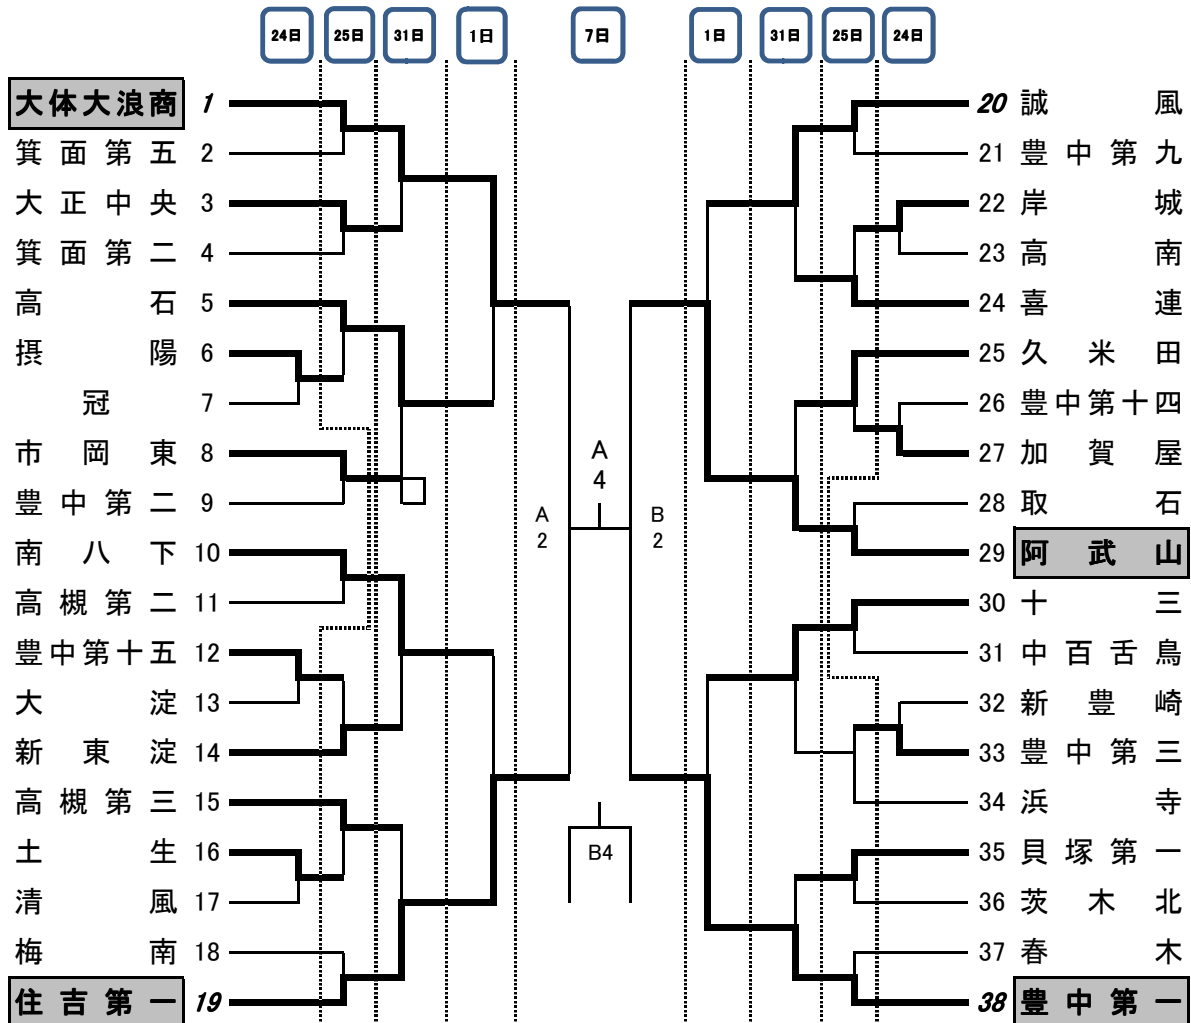 24日 25日 31日 1日 7日 1日 31日 25日 24日
大体大浪商 1
箕面第五 2
大正中央 3
箕面第二 4
高石 5
摂陽 6
冠 7
市岡東 8
豊中第二 9
南八下 10
高槻第二 11
豊中第十五 12
大淀 13
新東淀 14
高槻第三 15
土生 16
清風 17
梅南 18
住吉第一 19
A
4
A
2
B
2
B4
20 誠風
21 豊中第九
22 岸城
23 高南
24 喜連
25 久米田
26 豊中第十四
27 加賀屋
28 取石
29 阿武山
30 十三
31 中百舌鳥
32 新豊崎
33 豊中第三
34 浜寺
35 貝塚第一
36 茨木北
37 春木
38 豊中第一